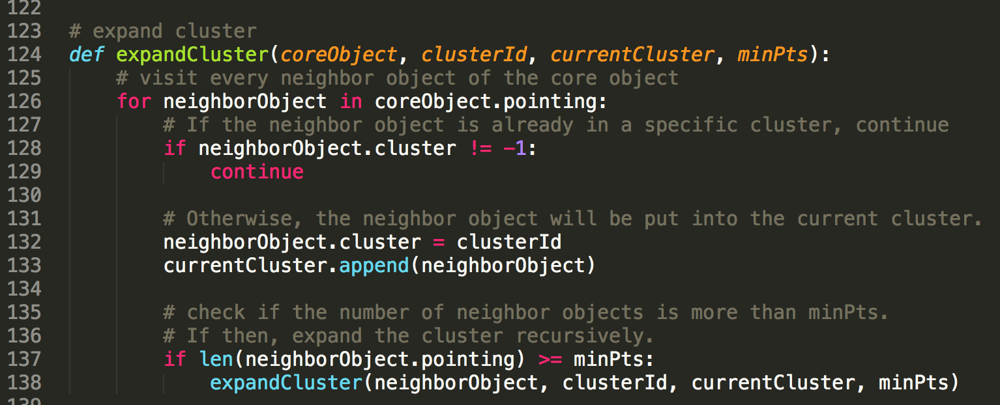 122
123 # expand cluster
124 def expandCluster(coreObject, clusterId, currentCluster, minPts):
125     # visit every neighbor object of the core object
126     for neighborObject in coreObject.pointing:
127         # If the neighbor object is already in a specific cluster, continue
128         if neighborObject.cluster != -1:
129             continue
130
131         # Otherwise, the neighbor object will be put into the current cluster.
132         neighborObject.cluster = clusterId
133         currentCluster.append(neighborObject)
134
135         # check if the number of neighbor objects is more than minPts.
136         # If then, expand the cluster recursively.
137         if len(neighborObject.pointing) >= minPts:
138             expandCluster(neighborObject, clusterId, currentCluster, minPts)
139